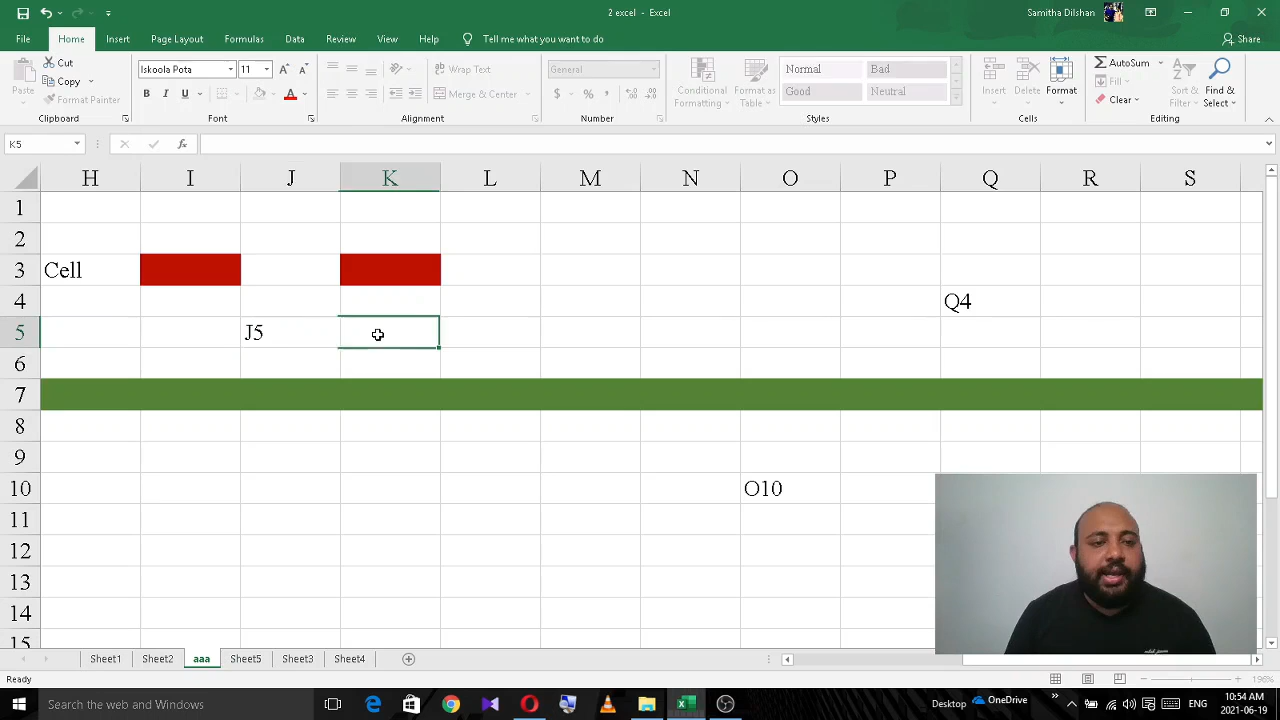 2 excel - Excel
Samitha Dilshan
File Home Insert Page Layout Formulas Data Review View Help Tell me what you want to do Share
Paste Cut Copy Format Painter Clipboard
Iskoola Pota 11 B I U A Font
Wrap Text Merge & Center Alignment
General $ % , Number
Conditional Formatting Format as Table Normal Bad Good Neutral Styles
Insert Delete Format Cells
AutoSum Fill Clear Sort & Filter Find & Select Editing
K5 fx
H I J K L M N O P Q R S
1
2
3 Cell
4 Q4
5 J5
6
7
8
9
10 O10
11
12
13
14
15
Sheet1 Sheet2 aaa Sheet5 Sheet3 Sheet4
Ready 196%
Search the web and Windows Desktop OneDrive ENG 10:54 AM
2021-06-19